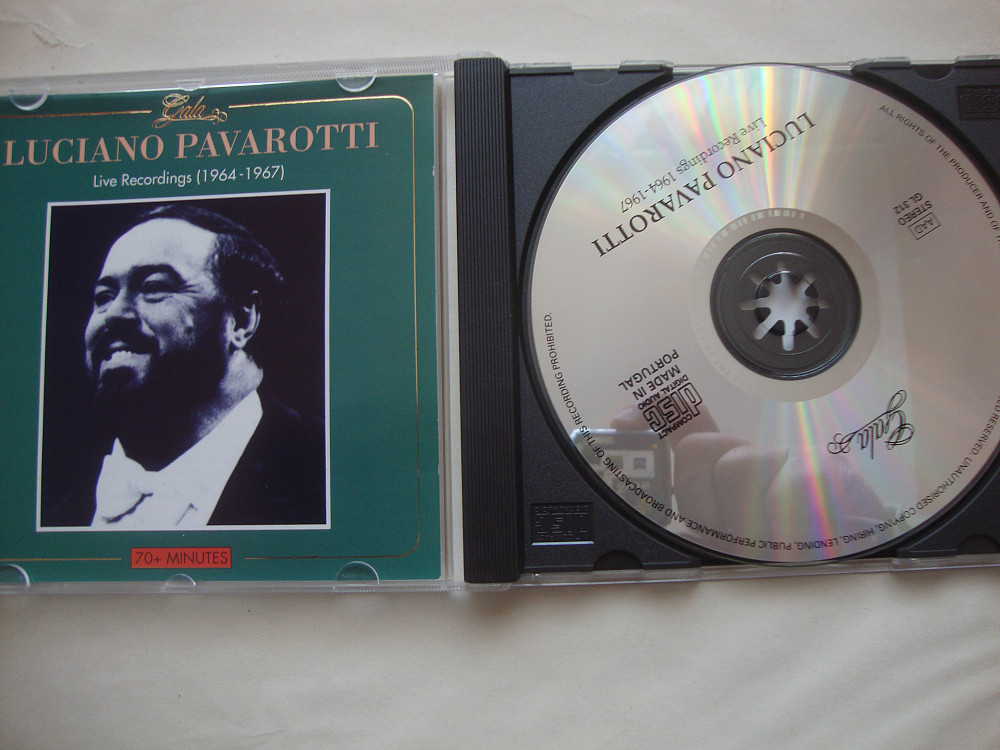 Gala
LUCIANO PAVAROTTI
Live Recordings (1964-1967)
70+ MINUTES
LUCIANO PAVAROTTI
Live Recordings 1964-1967
AAD
STEREO
GR 312
COMPACT
disc
DIGITAL AUDIO
MADE IN
PORTUGAL
Gala
ALL RIGHTS OF THE PRODUCER AND OF
RESERVED. UNAUTHORISED COPYING, HIRING, LENDING, PUBLIC PERFORMANCE AND BROADCASTING OF THIS RECORDING PROHIBITED.